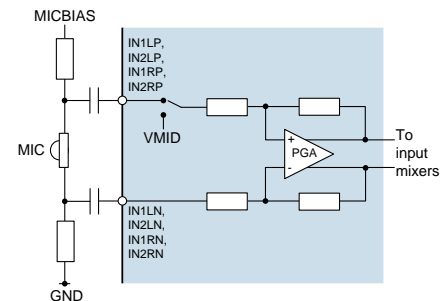 MICBIAS
IN1LP,
IN2LP,
IN1RP,
IN2RP
VMID
MIC
+
PGA
-
To
input
mixers
IN1LN,
IN2LN,
IN1RN,
IN2RN
GND